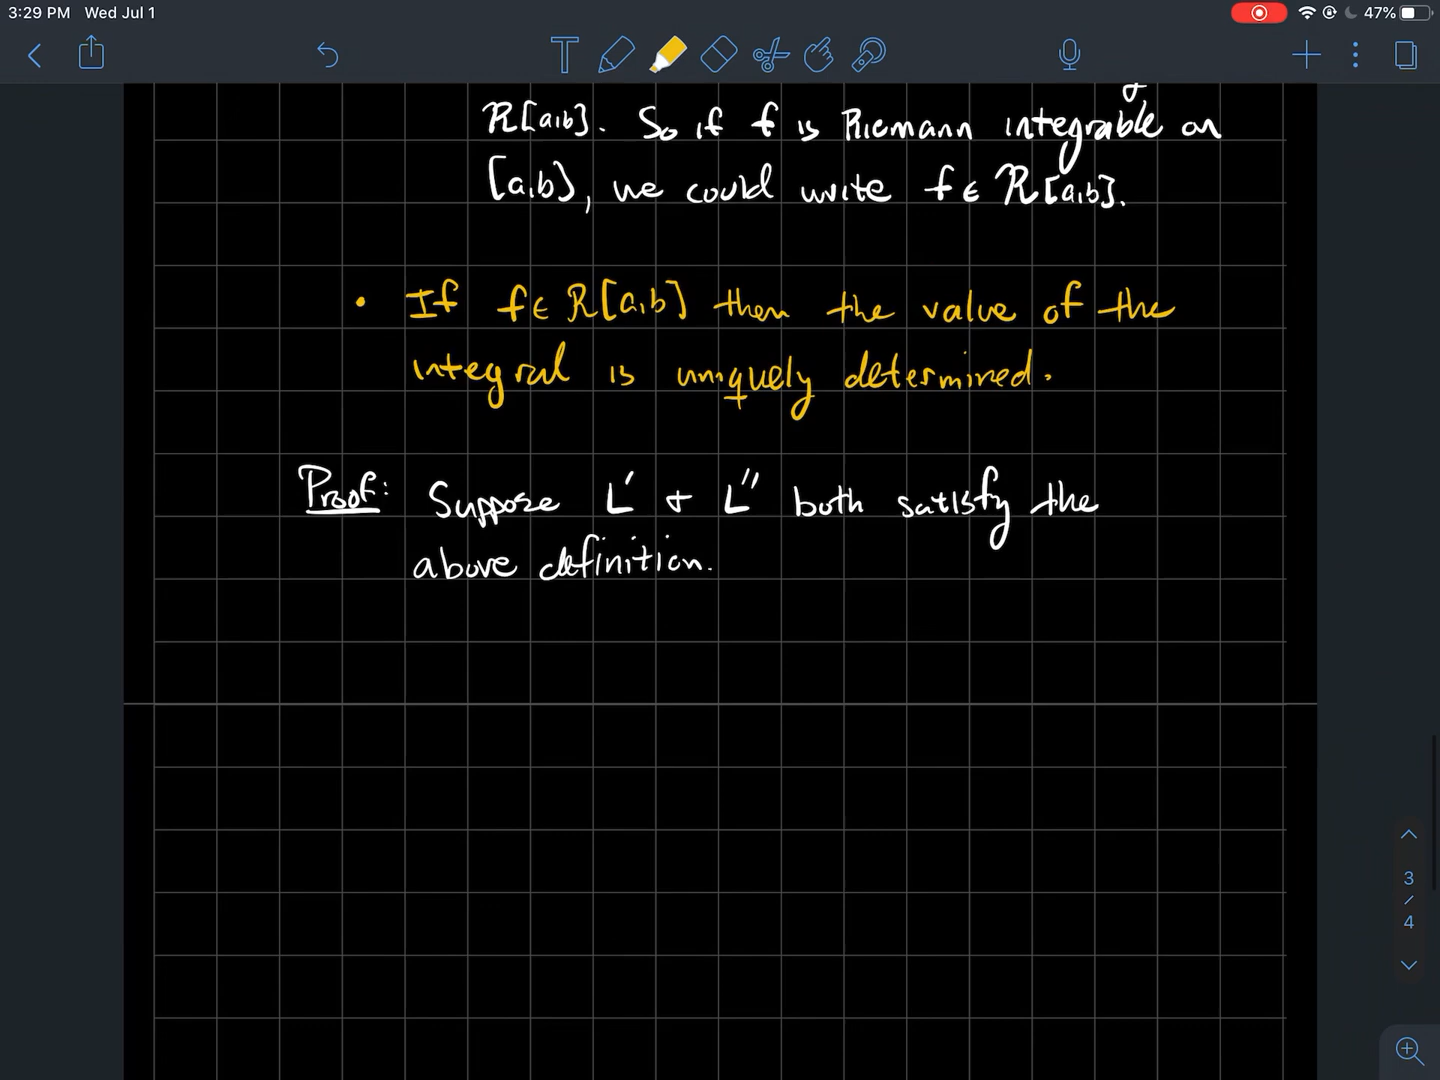 3:29 PM Wed Jul 1
47%
R[a,b]. So if f is Riemann integrable on
[a,b], we could write f ∈ R[a,b].
• If f ∈ R[a,b] then the value of the
integral is uniquely determined.
Proof: Suppose L' + L'' both satisfy the
above definition.
3
/
4